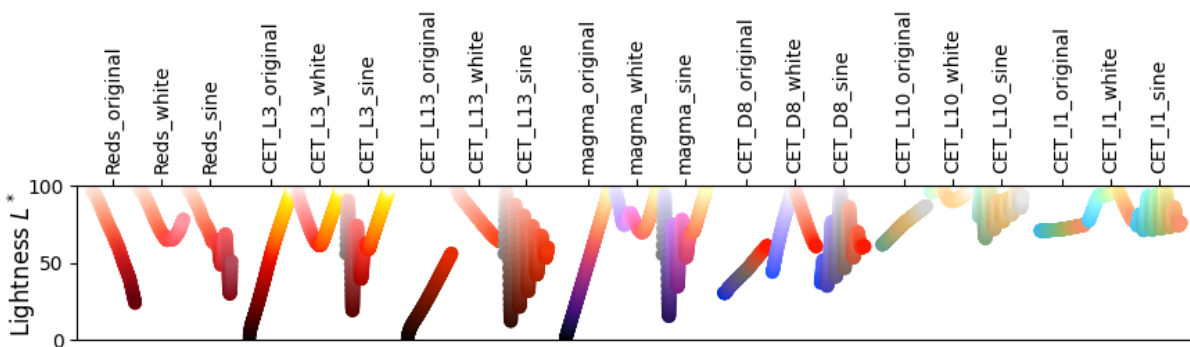 Reds_original
Reds_white
Reds_sine
CET_L3_original
CET_L3_white
CET_L3_sine
CET_L13_original
CET_L13_white
CET_L13_sine
magma_original
magma_white
magma_sine
CET_D8_original
CET_D8_white
CET_D8_sine
CET_L10_original
CET_L10_white
CET_L10_sine
CET_I1_original
CET_I1_white
CET_I1_sine
100
50
0
Lightness L*